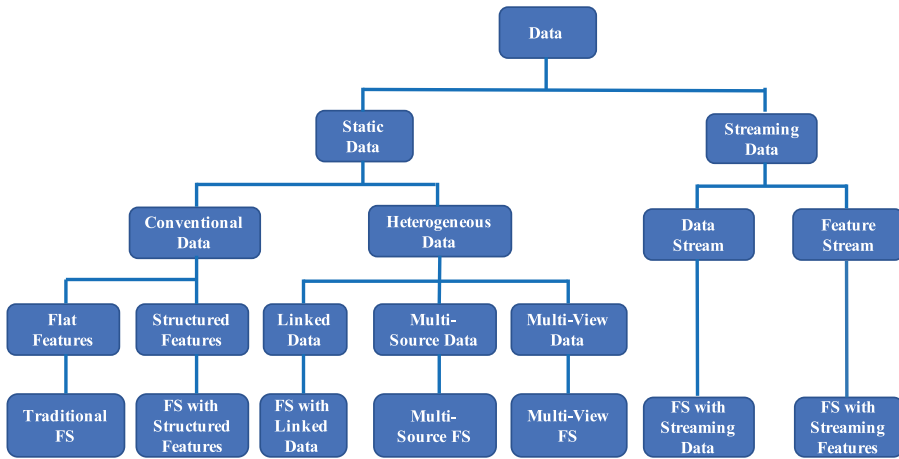 Data
Static
Data
Streaming
Data
Conventional
Data
Heterogeneous
Data
Data
Stream
Feature
Stream
Flat
Features
Structured
Features
Linked
Data
Multi-
Source Data
Multi-View
Data
Traditional
FS
FS with
Structured
Features
FS with
Linked
Data
Multi-
Source FS
Multi-View
FS
FS with
Streaming
Data
FS with
Streaming
Features